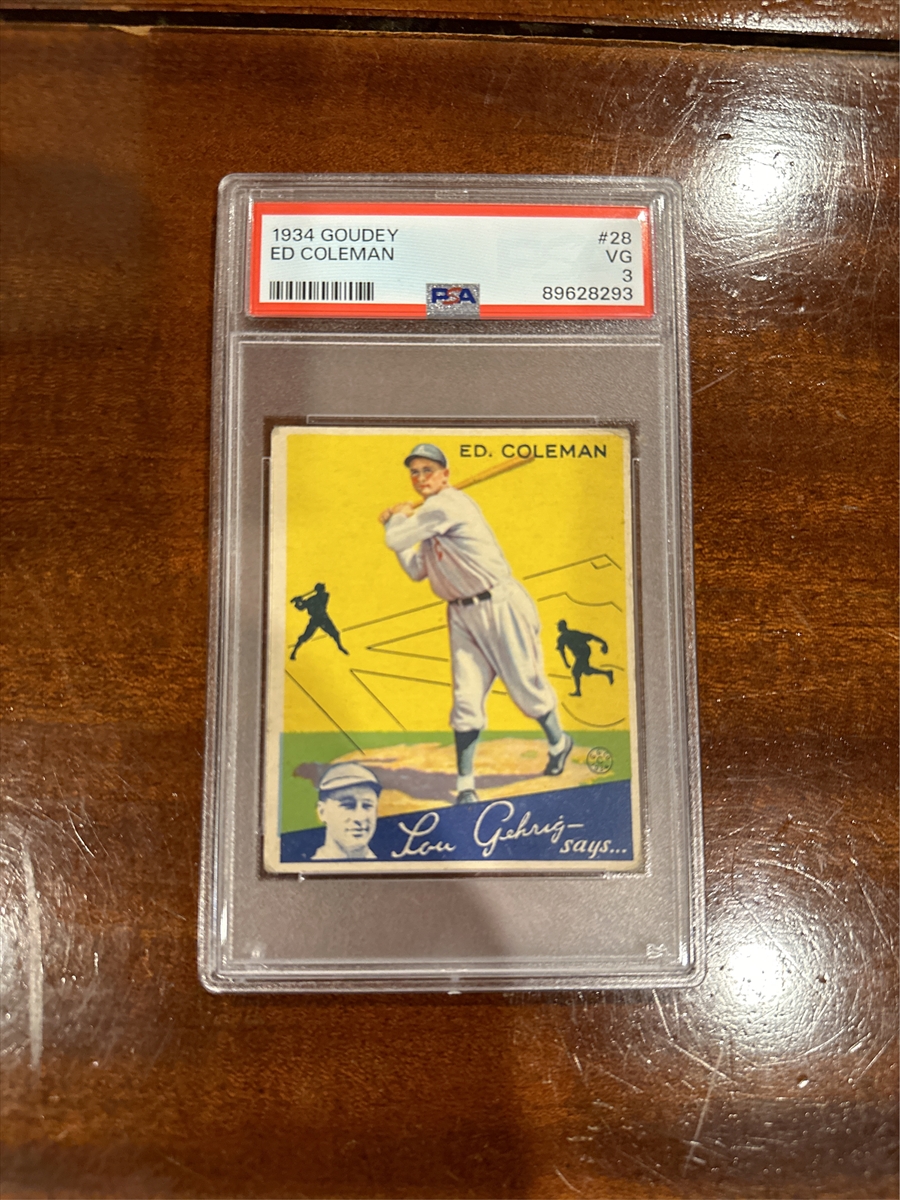 1934 GOUDEY #28
ED COLEMAN VG
3
PSA 89628293
ED. COLEMAN
A
Lou Gehrig—
says...